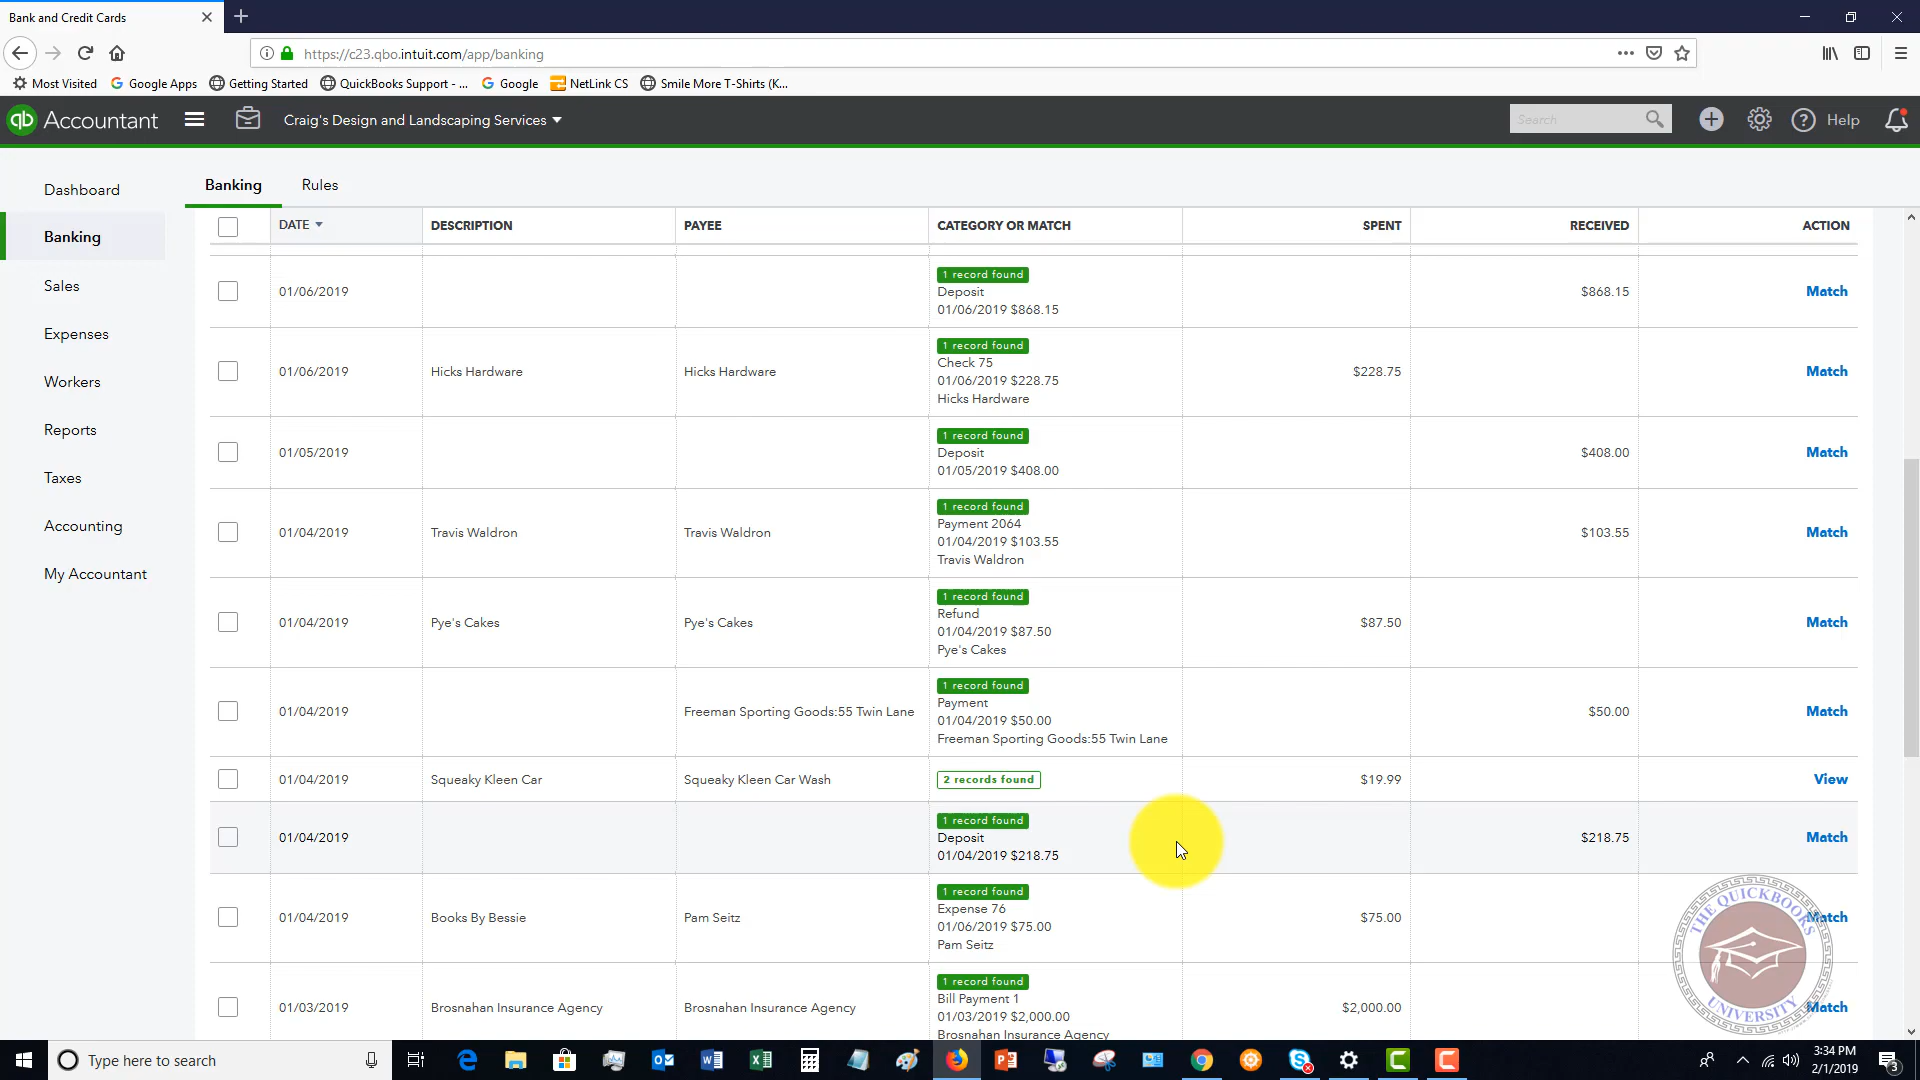 Bank and Credit Cards
https://c23.qbo.intuit.com/app/banking
Most Visited Google Apps Getting Started QuickBooks Support - ... Google NetLink CS Smile More T-Shirts (K...
qb Accountant Craig's Design and Landscaping Services Search Help
Dashboard
Banking
Sales
Expenses
Workers
Reports
Taxes
Accounting
My Accountant
Banking Rules
DATE DESCRIPTION PAYEE CATEGORY OR MATCH SPENT RECEIVED ACTION
1 record found
01/06/2019 Deposit $868.15 Match
01/06/2019 $868.15
1 record found
Check 75
01/06/2019 Hicks Hardware Hicks Hardware 01/06/2019 $228.75 $228.75 Match
Hicks Hardware
1 record found
01/05/2019 Deposit $408.00 Match
01/05/2019 $408.00
1 record found
Payment 2064
01/04/2019 Travis Waldron Travis Waldron 01/04/2019 $103.55 $103.55 Match
Travis Waldron
1 record found
Refund
01/04/2019 Pye's Cakes Pye's Cakes 01/04/2019 $87.50 $87.50 Match
Pye's Cakes
1 record found
Payment
01/04/2019 Freeman Sporting Goods:55 Twin Lane 01/04/2019 $50.00 $50.00 Match
Freeman Sporting Goods:55 Twin Lane
01/04/2019 Squeaky Kleen Car Squeaky Kleen Car Wash 2 records found $19.99 View
1 record found
01/04/2019 Deposit $218.75 Match
01/04/2019 $218.75
1 record found
Expense 76
01/04/2019 Books By Bessie Pam Seitz 01/06/2019 $75.00 $75.00 Match
Pam Seitz
1 record found
Bill Payment 1
01/03/2019 Brosnahan Insurance Agency Brosnahan Insurance Agency 01/03/2019 $2,000.00 $2,000.00 Match
Brosnahan Insurance Agency
THE QUICKBOOKS
UNIVERSITY
Type here to search
3:34 PM
2/1/2019
3